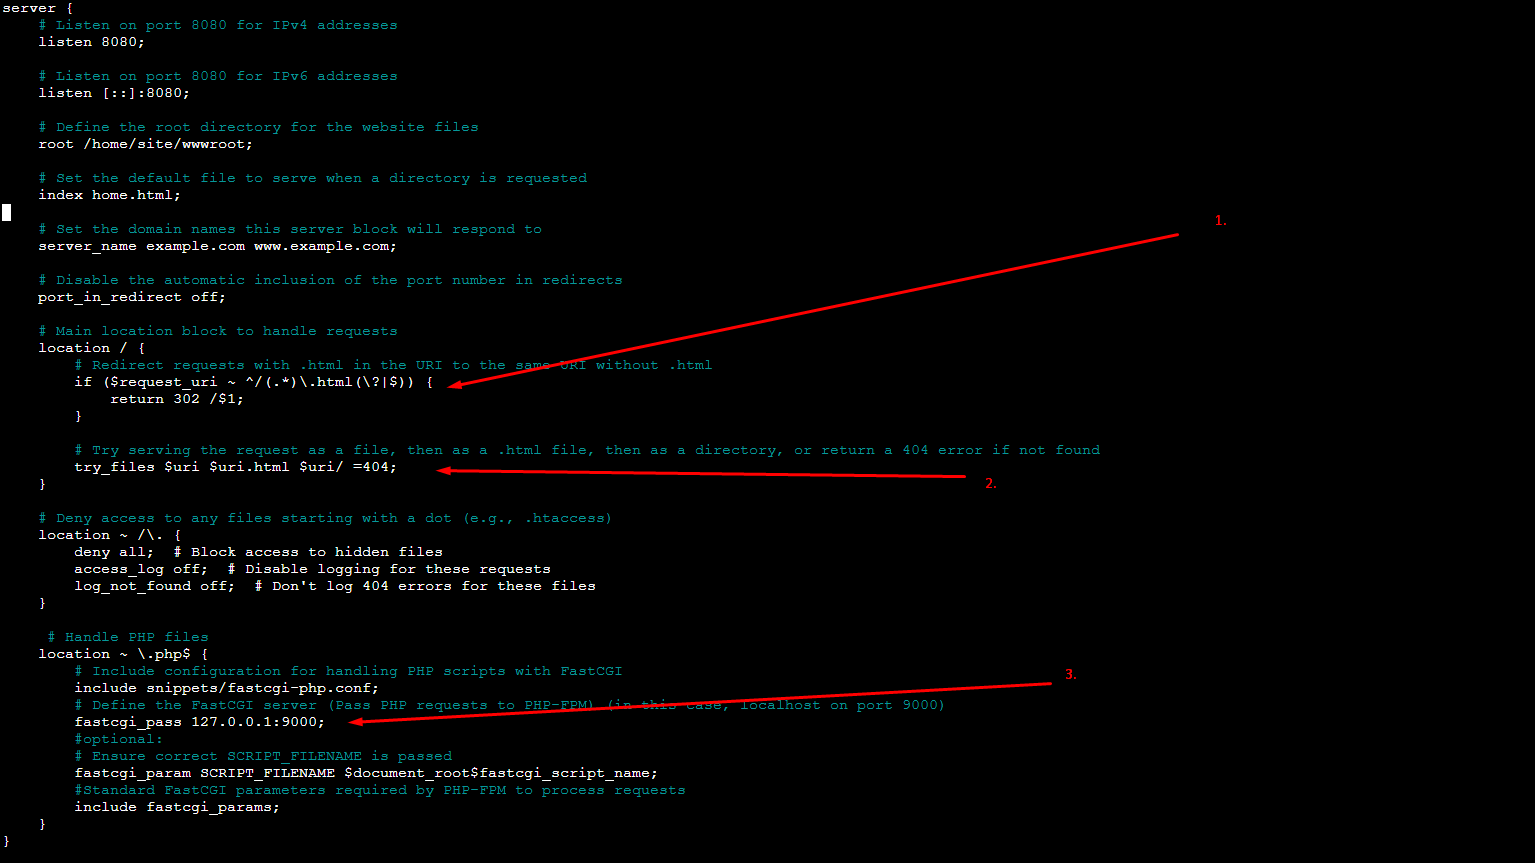 server {
    # Listen on port 8080 for IPv4 addresses
    listen 8080;

    # Listen on port 8080 for IPv6 addresses
    listen [::]:8080;

    # Define the root directory for the website files
    root /home/site/wwwroot;

    # Set the default file to serve when a directory is requested
    index home.html;

1.
    # Set the domain names this server block will respond to
    server_name example.com www.example.com;

    # Disable the automatic inclusion of the port number in redirects
    port_in_redirect off;

    # Main location block to handle requests
    location / {
        # Redirect requests with .html in the URI to the same URI without .html
        if ($request_uri ~ ^/(.*)\.html(\?|$)) {
            return 302 /$1;
        }

        # Try serving the request as a file, then as a .html file, then as a directory, or return a 404 error if not found
        try_files $uri $uri.html $uri/ =404;
2.
    }

    # Deny access to any files starting with a dot (e.g., .htaccess)
    location ~ /\. {
        deny all;  # Block access to hidden files
        access_log off;  # Disable logging for these requests
        log_not_found off;  # Don't log 404 errors for these files
    }

     # Handle PHP files
    location ~ \.php$ {
        # Include configuration for handling PHP scripts with FastCGI
3.
        include snippets/fastcgi-php.conf;
        # Define the FastCGI server (Pass PHP requests to PHP-FPM) (in this case, localhost on port 9000)
        fastcgi_pass 127.0.0.1:9000;
        #optional:
        # Ensure correct SCRIPT_FILENAME is passed
        fastcgi_param SCRIPT_FILENAME $document_root$fastcgi_script_name;
        #Standard FastCGI parameters required by PHP-FPM to process requests
        include fastcgi_params;
    }
}